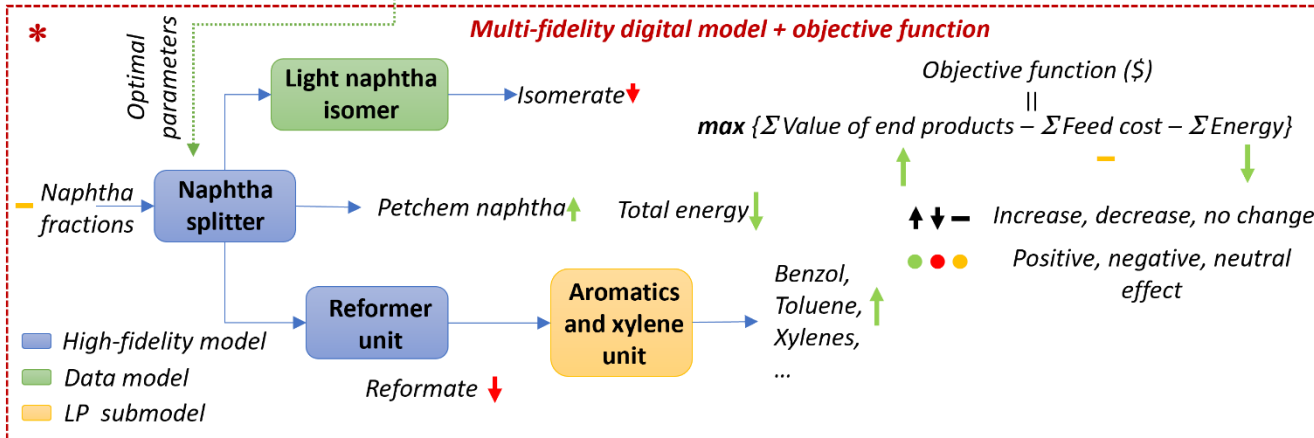 *
Multi-fidelity digital model + objective function
Optimal
parameters
Light naphtha
isomer
Isomerate
Objective function ($)
||
max {Σ Value of end products – Σ Feed cost – Σ Energy}
Naphtha
fractions
Naphtha
splitter
Petchem naphtha
Total energy
Increase, decrease, no change
Positive, negative, neutral
effect
Reformer
unit
Aromatics
and xylene
unit
Benzol,
Toluene,
Xylenes,
...
Reformate
High-fidelity model
Data model
LP submodel